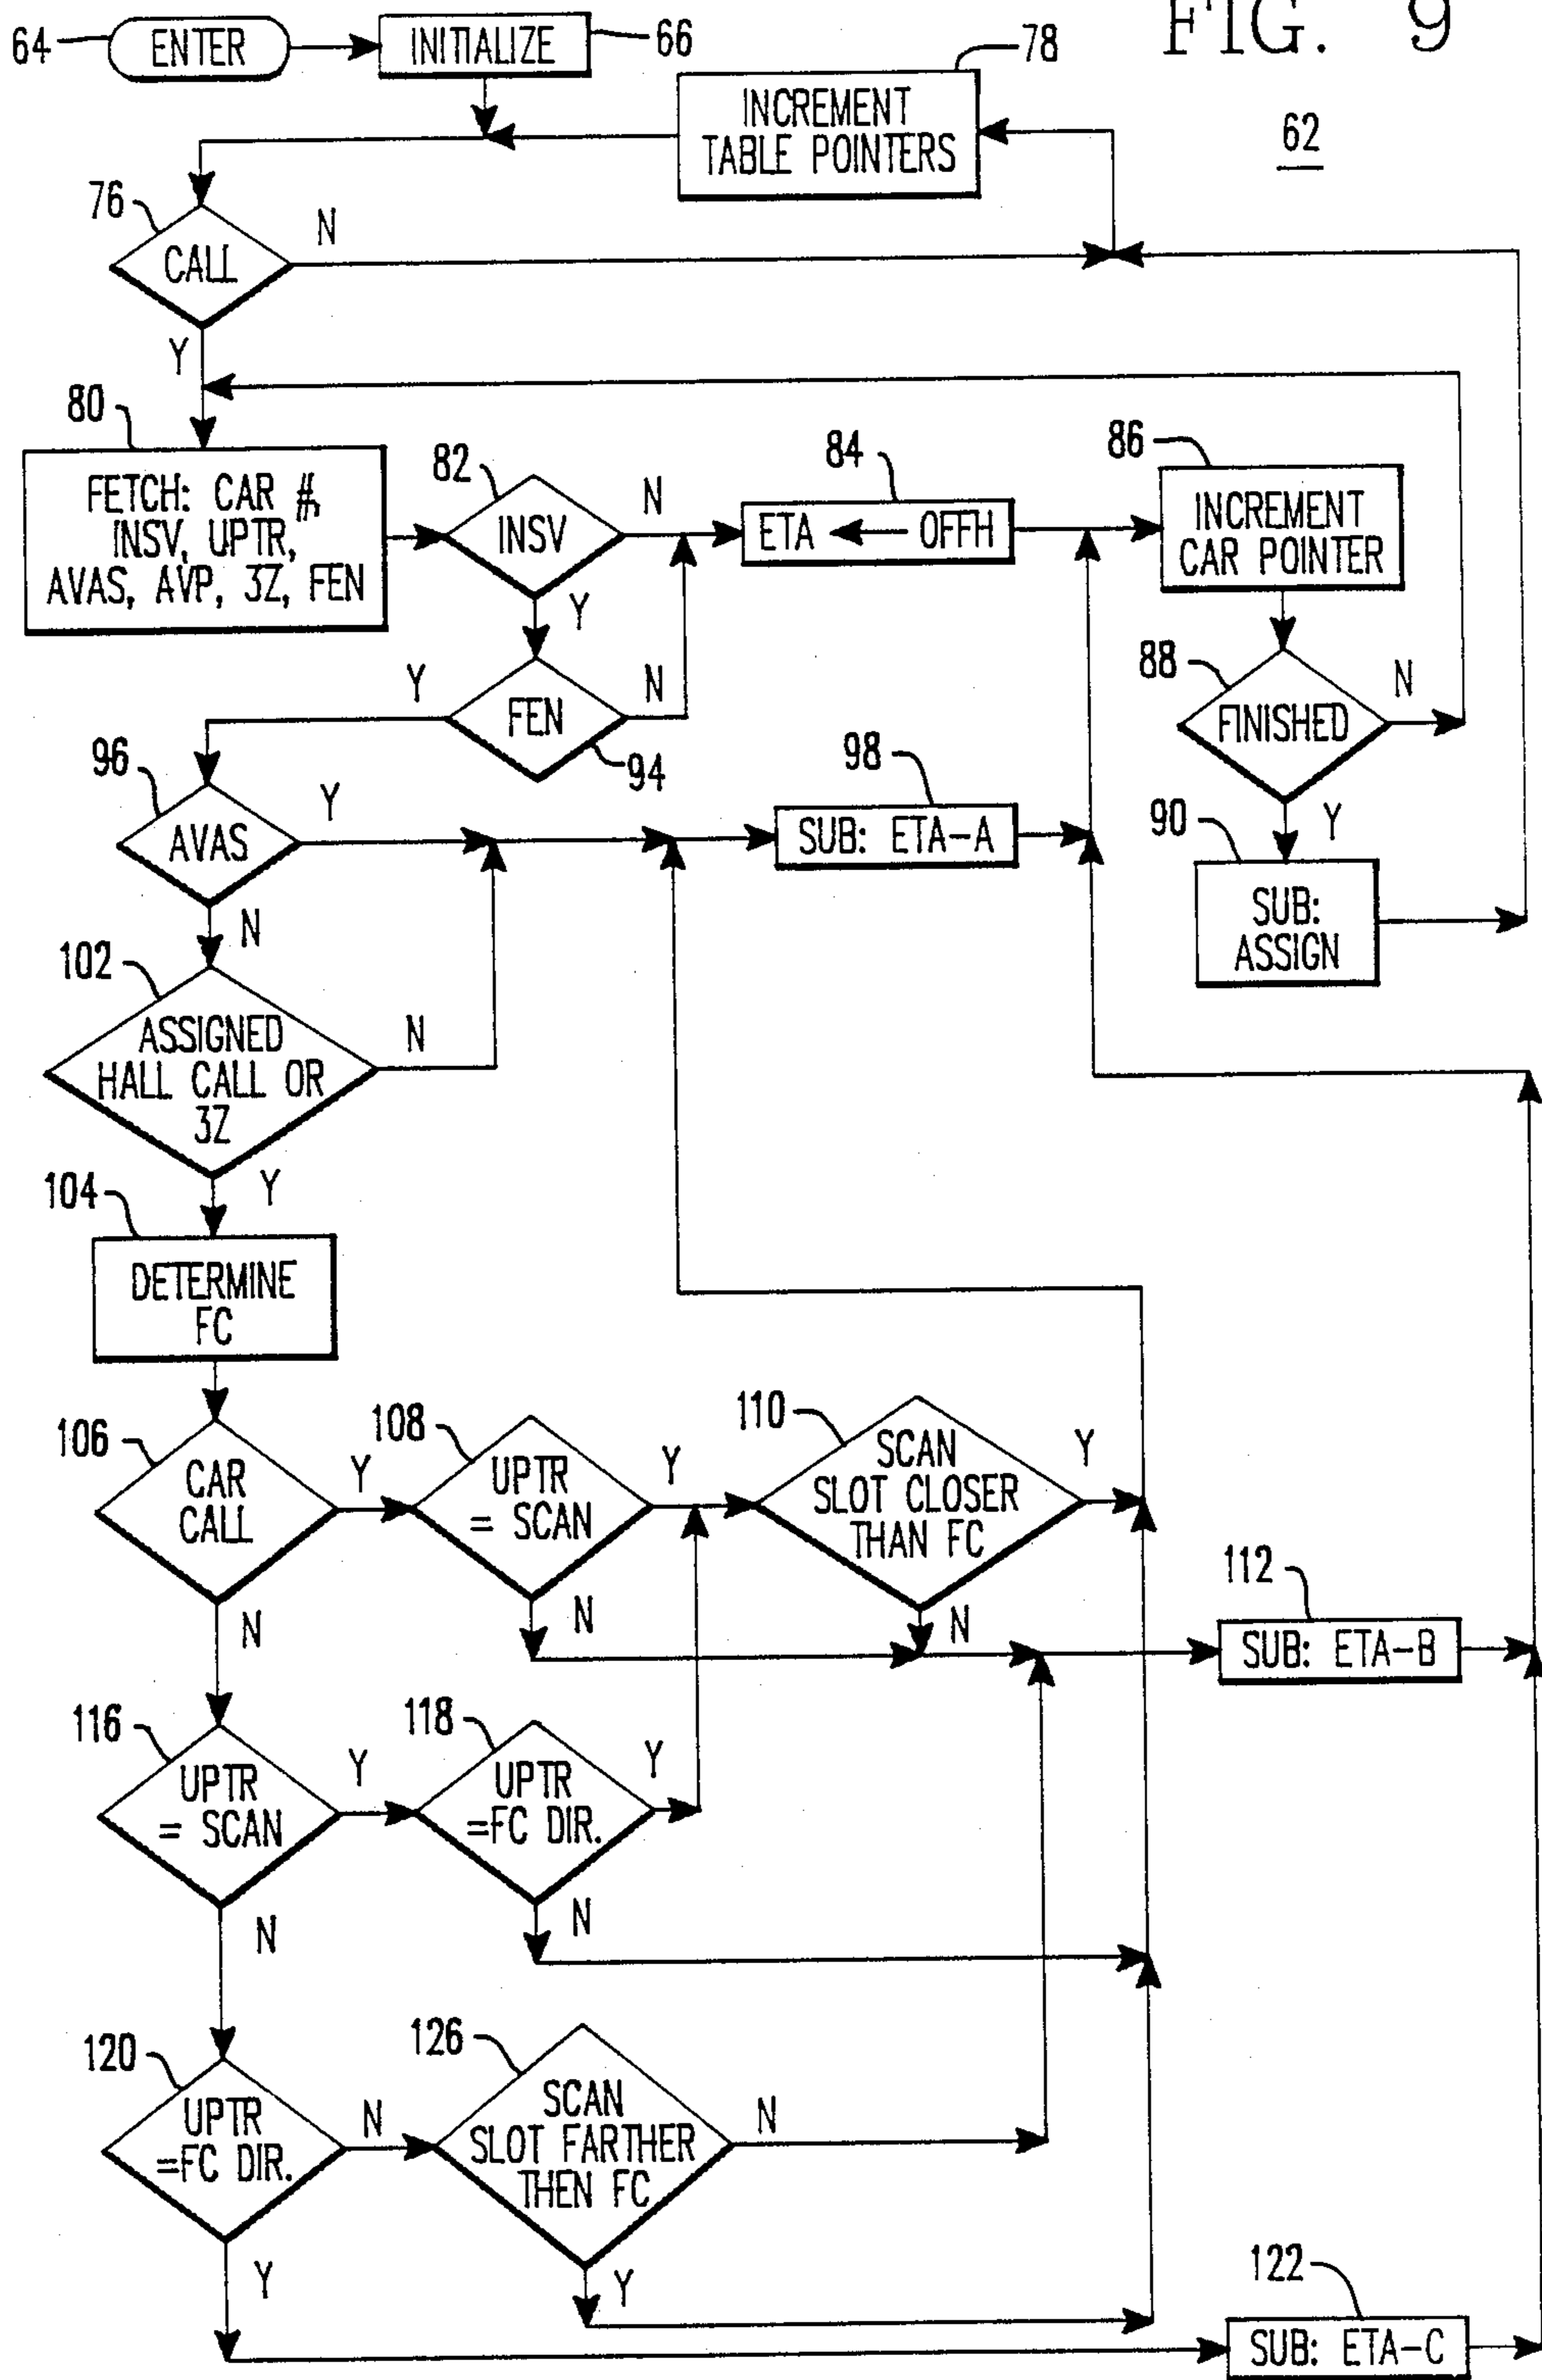 FIG. 9
62
64
ENTER
INITIALIZE
66
78
INCREMENT
TABLE POINTERS
76
CALL
N
Y
80
FETCH: CAR #,
INSV, UPTR,
AVAS, AVP, 3Z, FEN
82
INSV
N
Y
84
ETA ← OFFH
86
INCREMENT
CAR POINTER
88
FINISHED
N
Y
90
SUB:
ASSIGN
FEN
94
Y
N
96
AVAS
Y
N
98
SUB: ETA-A
102
ASSIGNED
HALL CALL OR
3Z
N
Y
104
DETERMINE
FC
106
CAR
CALL
Y
N
108
UPTR
= SCAN
Y
N
110
SCAN
SLOT CLOSER
THAN FC
Y
N
112
SUB: ETA-B
116
UPTR
= SCAN
Y
N
118
UPTR
=FC DIR.
Y
N
120
UPTR
=FC DIR.
N
Y
126
SCAN
SLOT FARTHER
THEN FC
N
Y
122
SUB: ETA-C